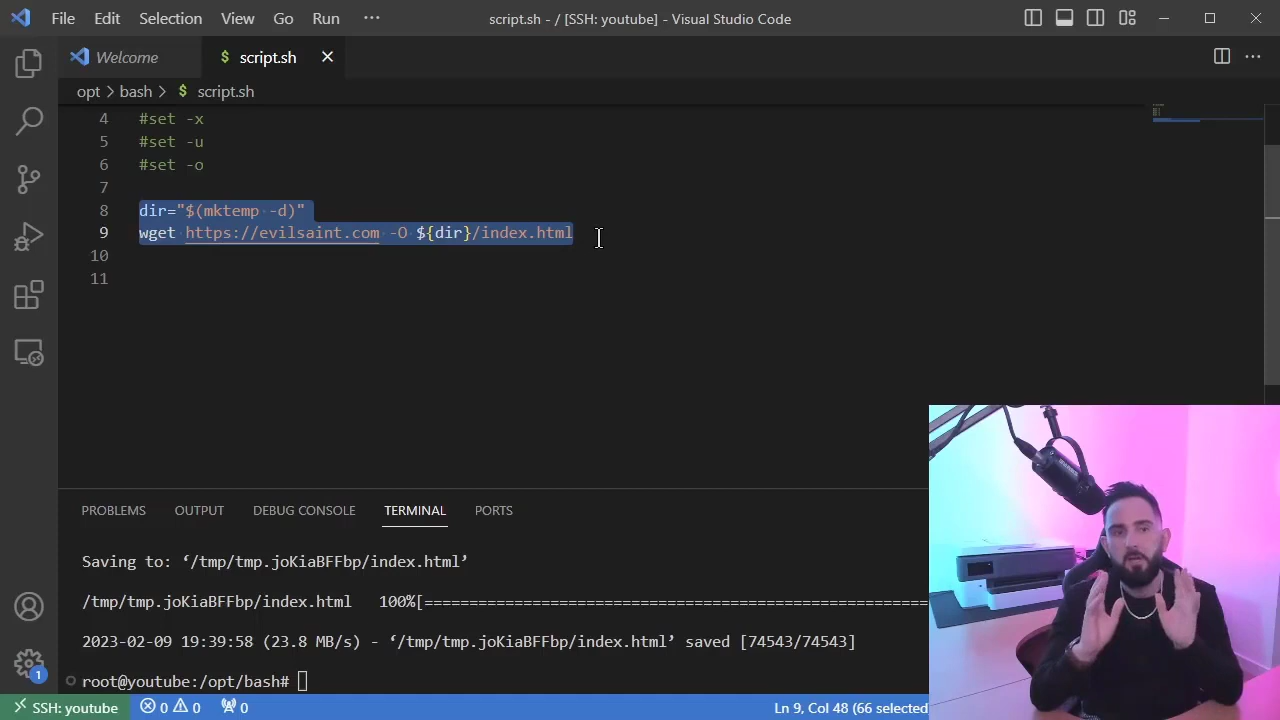 File Edit Selection View Go Run ··· script.sh - / [SSH: youtube] - Visual Studio Code
Welcome $ script.sh
opt > bash > $ script.sh
4 #set -x
5 #set -u
6 #set -o
7
8 dir="$(mktemp -d)"
9 wget https://evilsaint.com -O ${dir}/index.html
10
11
PROBLEMS OUTPUT DEBUG CONSOLE TERMINAL PORTS
Saving to: ‘/tmp/tmp.joKiaBFFbp/index.html’
/tmp/tmp.joKiaBFFbp/index.html 100%[==============================================
2023-02-09 19:39:58 (23.8 MB/s) - ‘/tmp/tmp.joKiaBFFbp/index.html’ saved [74543/74543]
root@youtube:/opt/bash#
1
SSH: youtube 0 0 0 Ln 9, Col 48 (66 selected